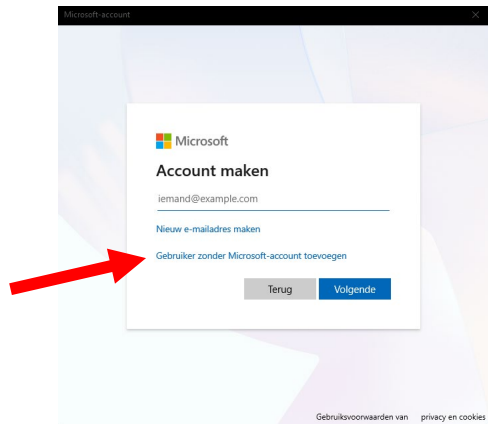 Microsoft-account
Microsoft
Account maken
iemand@example.com
Nieuw e-mailadres maken
Gebruiker zonder Microsoft-account toevoegen
Terug Volgende
Gebruiksvoorwaarden van privacy en cookies